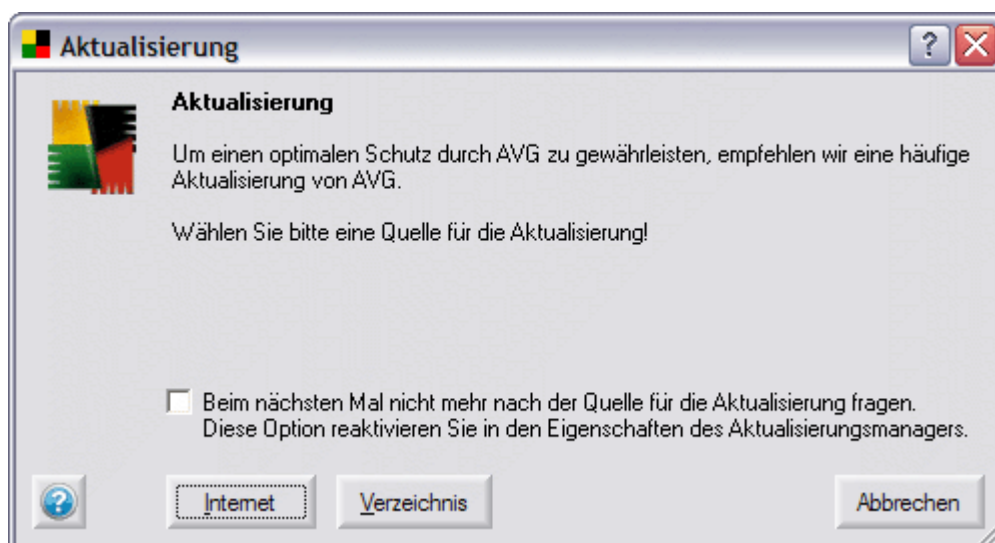 Aktualisierung
Aktualisierung
Um einen optimalen Schutz durch AVG zu gewährleisten, empfehlen wir eine häufige
Aktualisierung von AVG.
Wählen Sie bitte eine Quelle für die Aktualisierung!
Beim nächsten Mal nicht mehr nach der Quelle für die Aktualisierung fragen.
Diese Option reaktivieren Sie in den Eigenschaften des Aktualisierungsmanagers.
Internet
Verzeichnis
Abbrechen